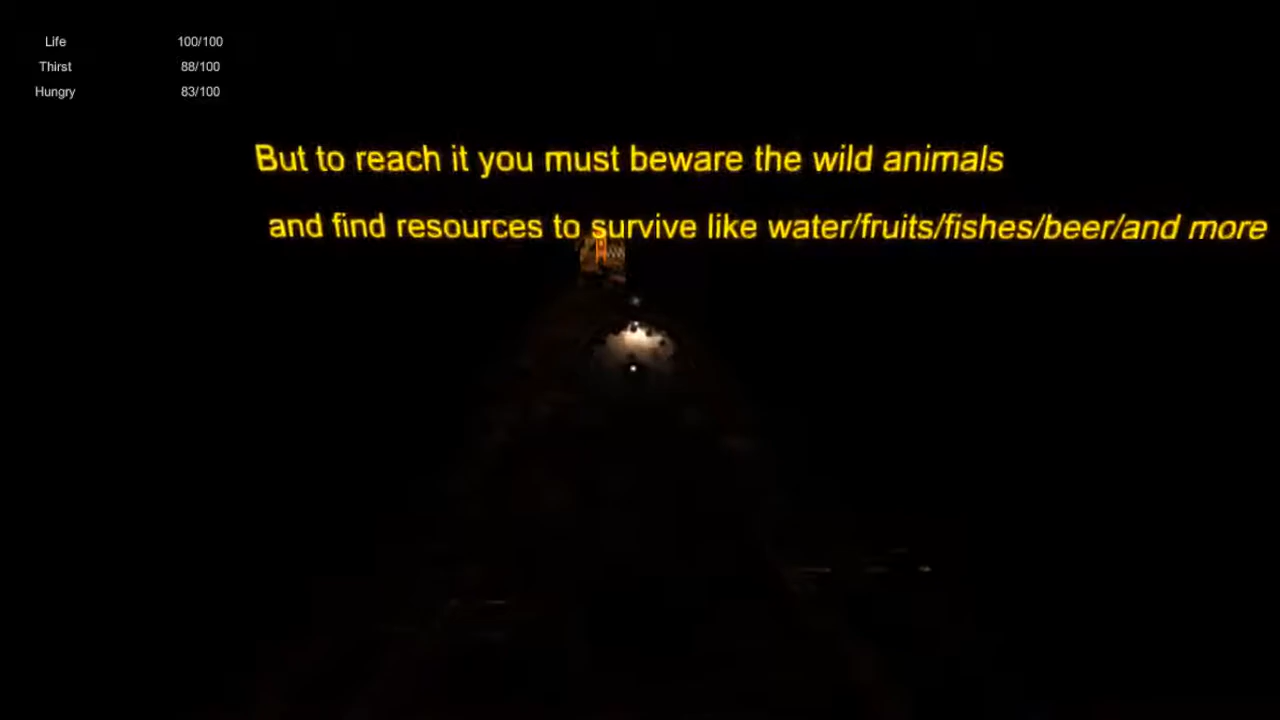 Life 100/100
Thirst 88/100
Hungry 83/100
But to reach it you must beware the wild animals
and find resources to survive like water/fruits/fishes/beer/and more